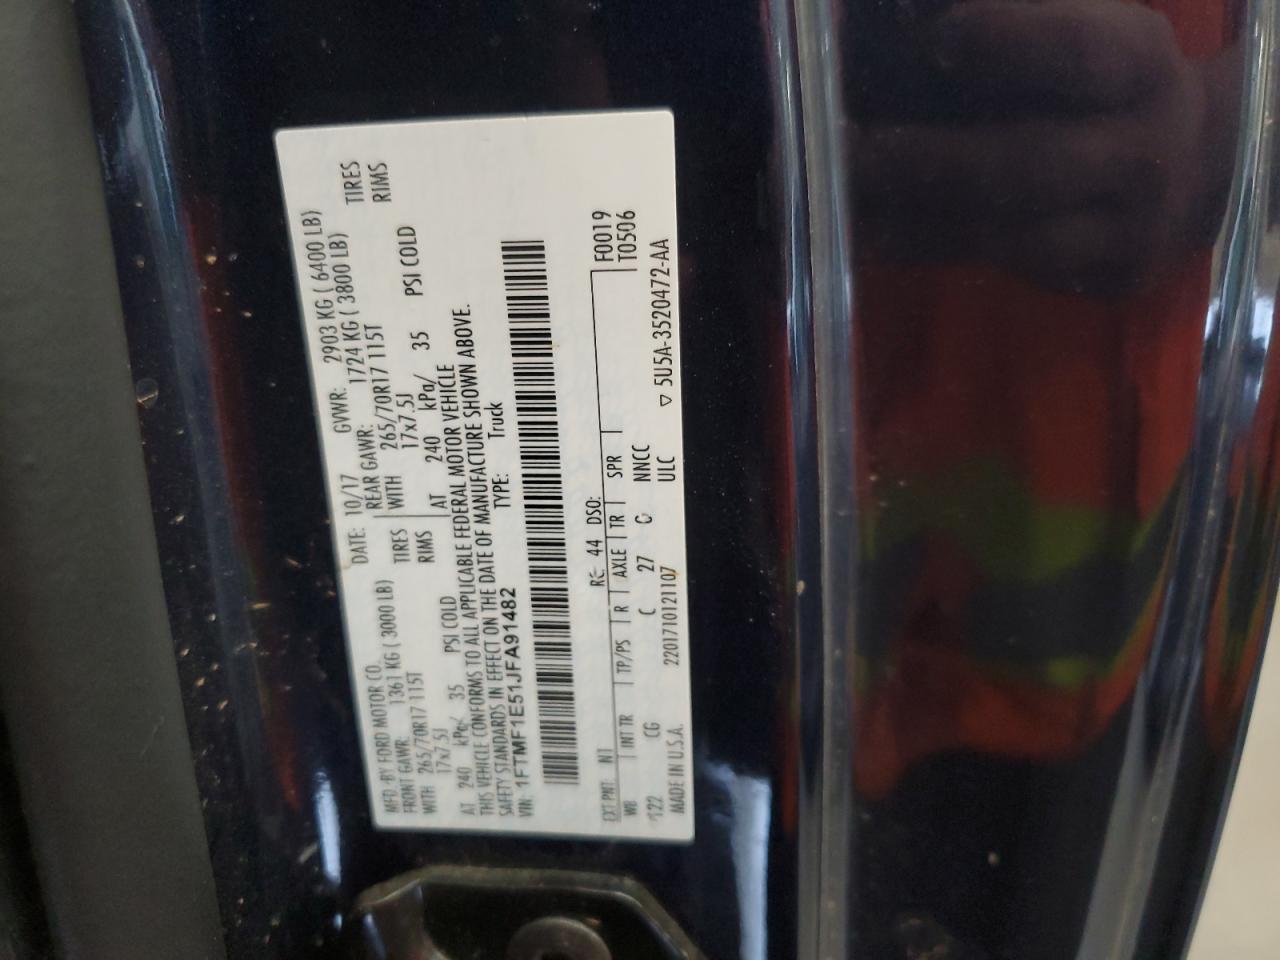 MFD. BY FORD MOTOR CO.
DATE: 10/17 GVWR: 2903 KG ( 6400 LB)
FRONT GAWR: 1361 KG ( 3000 LB) REAR GAWR: 1724 KG ( 3800 LB)
WITH 265/70R17 115T TIRES WITH 265/70R17 115T TIRES
17x7.5J RIMS 17x7.5J RIMS
AT 240 kPa/ 35 PSI COLD AT 240 kPa/ 35 PSI COLD
THIS VEHICLE CONFORMS TO ALL APPLICABLE FEDERAL MOTOR VEHICLE
SAFETY STANDARDS IN EFFECT ON THE DATE OF MANUFACTURE SHOWN ABOVE.
VIN: 1FTMF1E51JFA91482 TYPE: Truck
EXT PNT: N1 RC: 44 DSO: F0019
WB INT TR TP/PS R AXLE TR SPR T0506
122 CG C 27 G NNCC
MADE IN U.S.A. 2201710121107 ULC ▽ 5U5A-3520472-AA